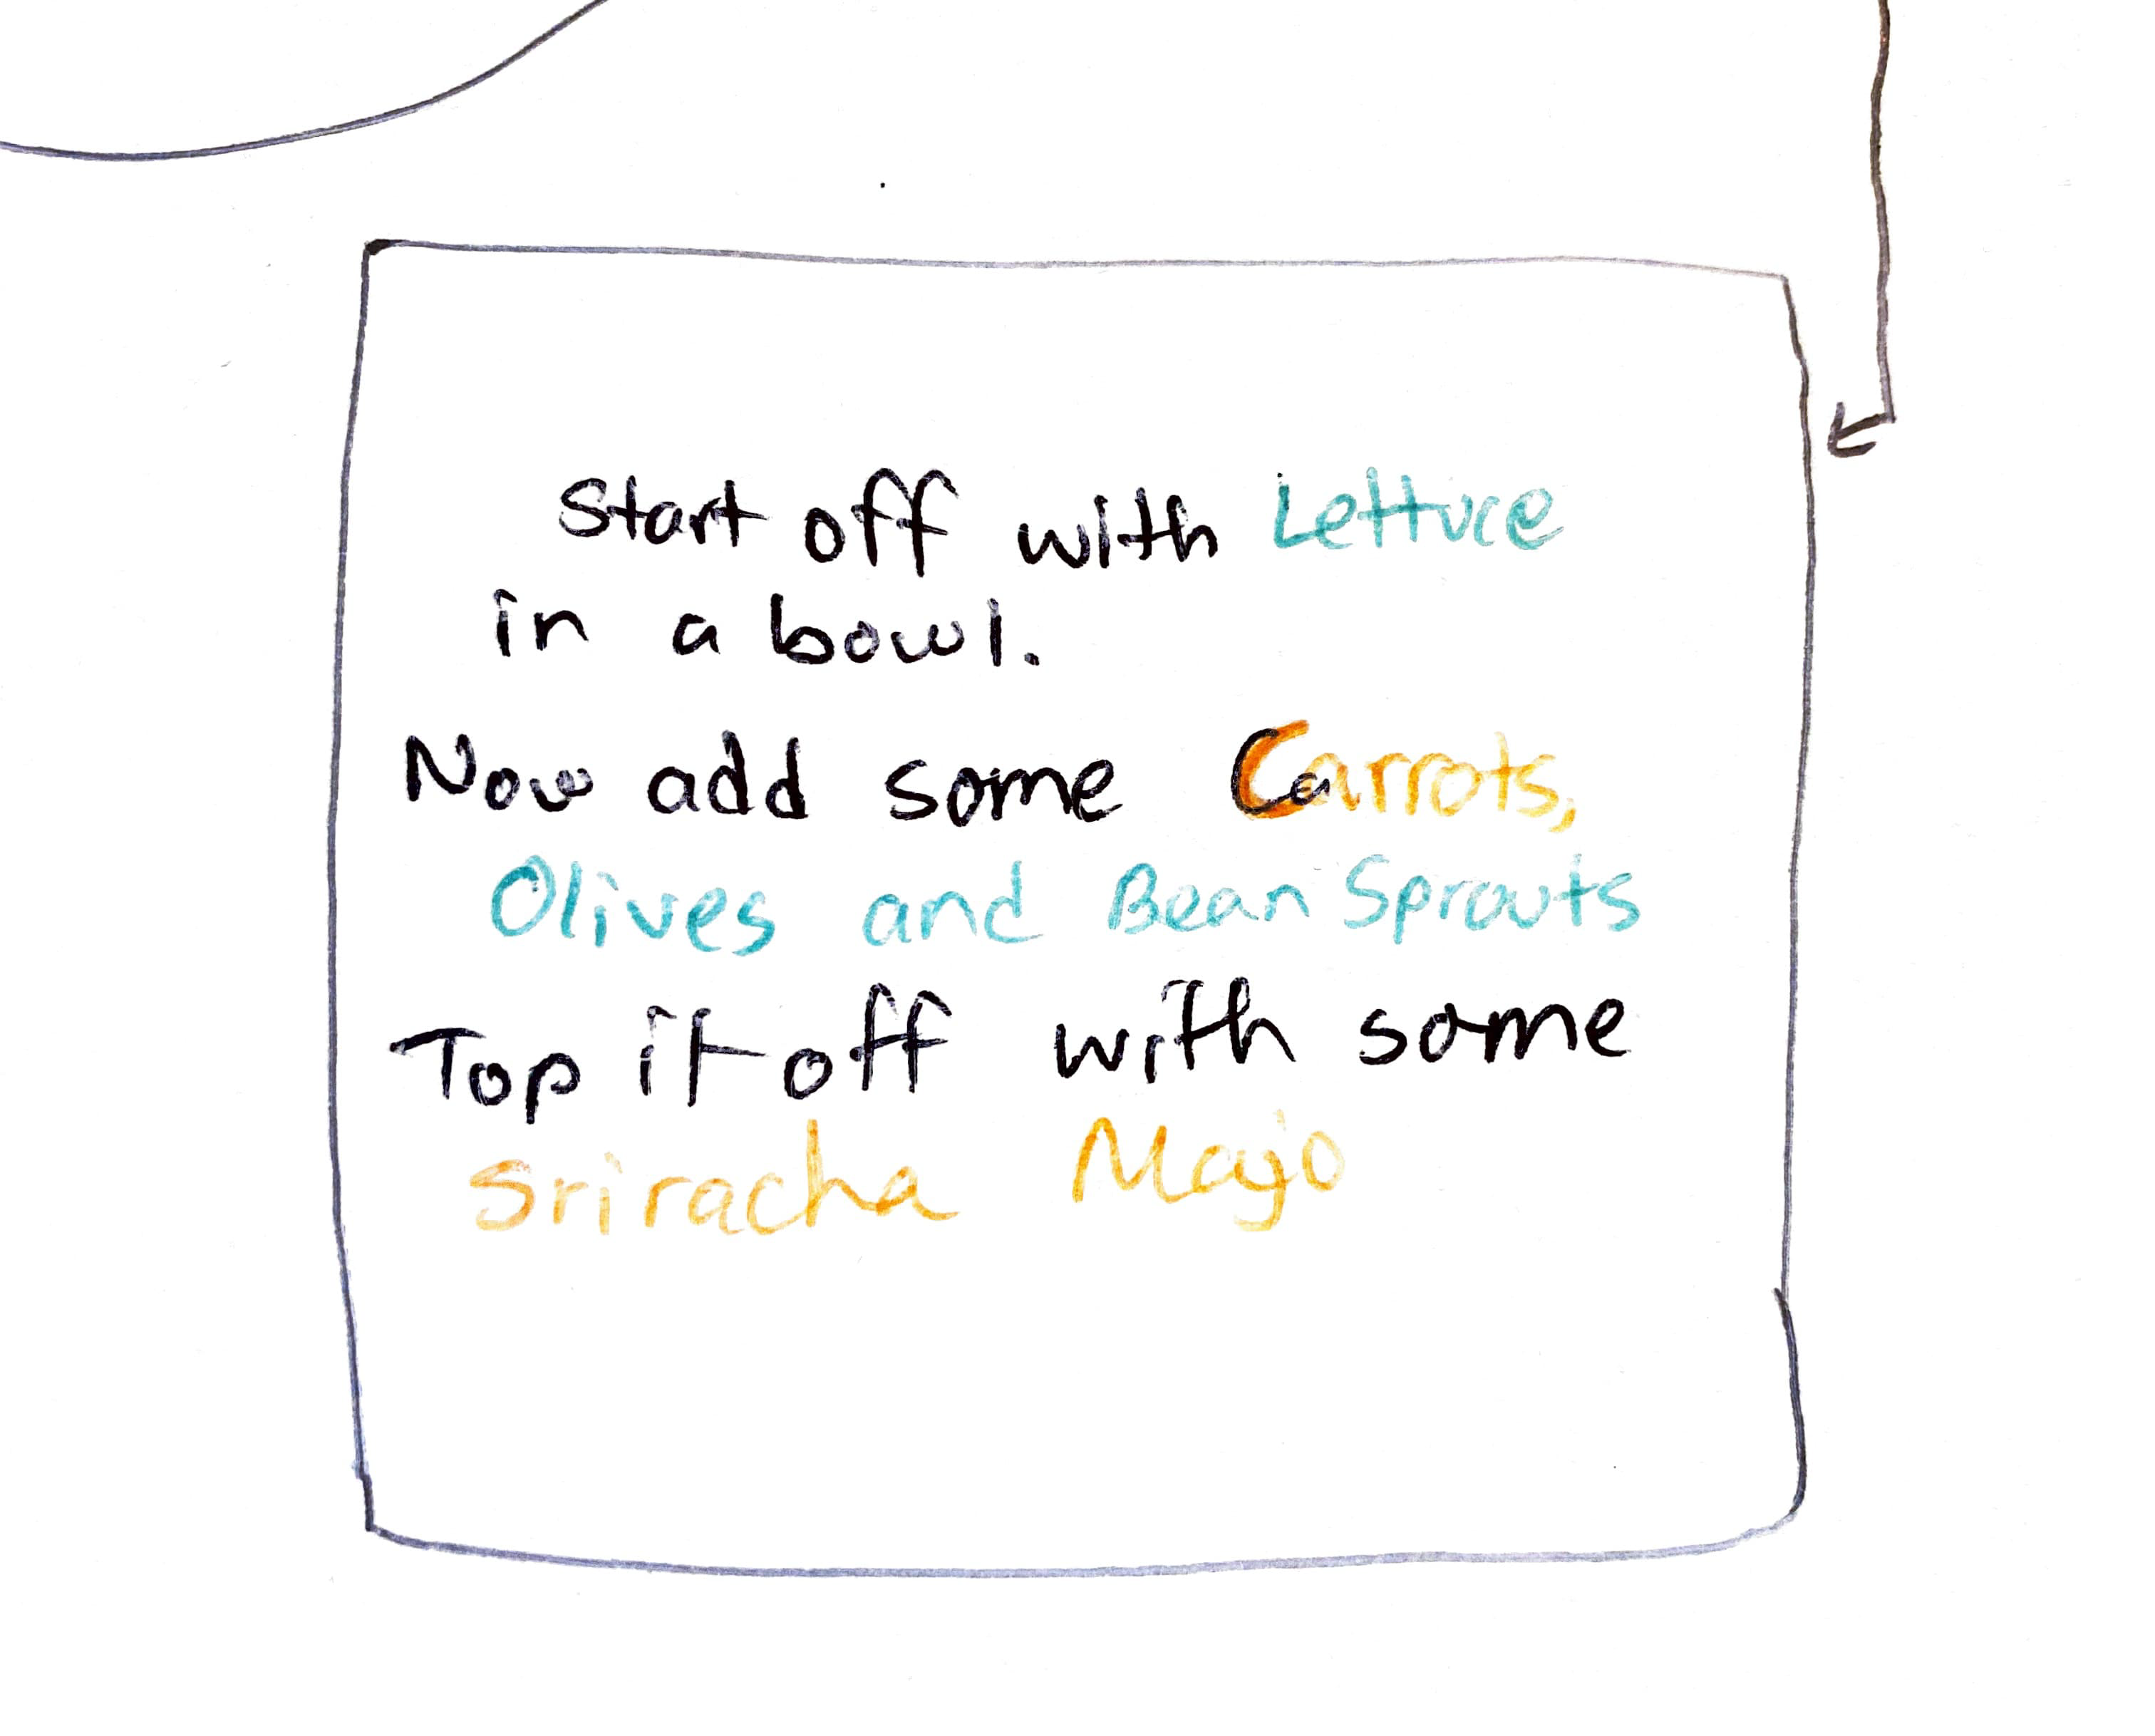 Start off with Lettuce
in a bowl.
Now add some Carrots,
Olives and Bean Sprouts
Top it off with some
Sriracha Mayo